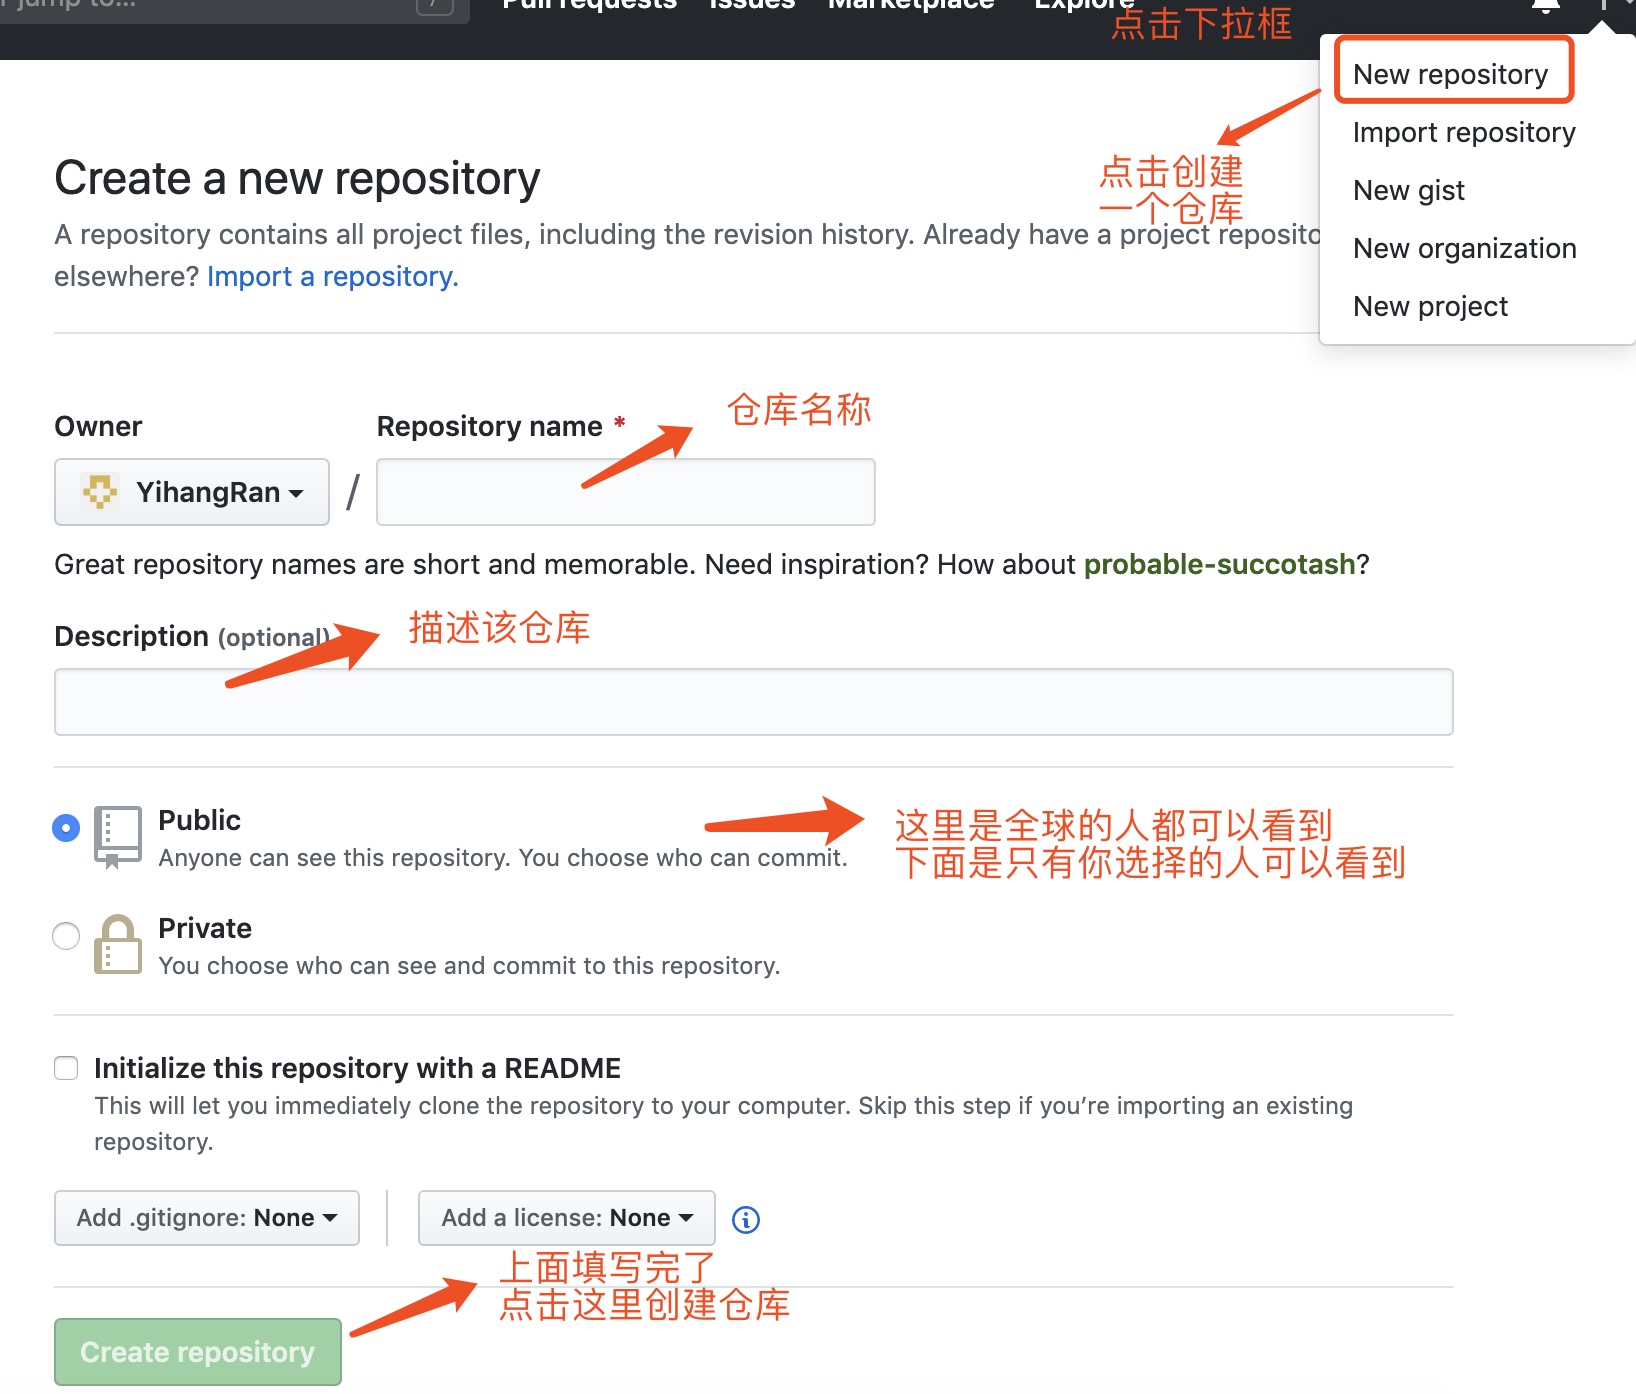 jump to...
/
Pull requests
Issues
Marketplace
Explore
点击下拉框
New repository
Import repository
New gist
New organization
New project
点击创建
一个仓库
Create a new repository
A repository contains all project files, including the revision history. Already have a project reposito
elsewhere? Import a repository.
Owner
Repository name *
仓库名称
YihangRan
/
Great repository names are short and memorable. Need inspiration? How about probable-succotash?
Description (optional)
描述该仓库
Public
Anyone can see this repository. You choose who can commit.
这里是全球的人都可以看到
下面是只有你选择的人可以看到
Private
You choose who can see and commit to this repository.
Initialize this repository with a README
This will let you immediately clone the repository to your computer. Skip this step if you’re importing an existing
repository.
Add .gitignore: None
Add a license: None
上面填写完了
点击这里创建仓库
Create repository